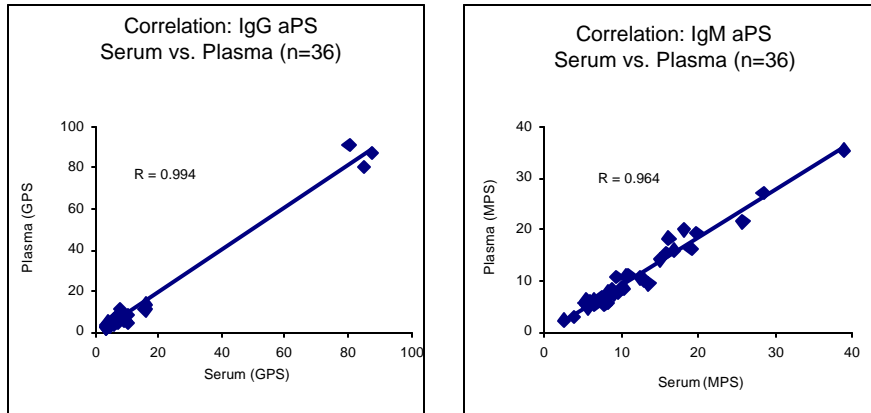 Correlation: IgG aPS
Serum vs. Plasma (n=36)
100
80
60
40
20
0
Plasma (GPS
R = 0.994
0 20 40 60 80 100
Serum (GPS)
Correlation: IgM aPS
Serum vs. Plasma (n=36)
40
30
20
10
0
Plasma (MPS)
R = 0.964
0 10 20 30 40
Serum (MPS)